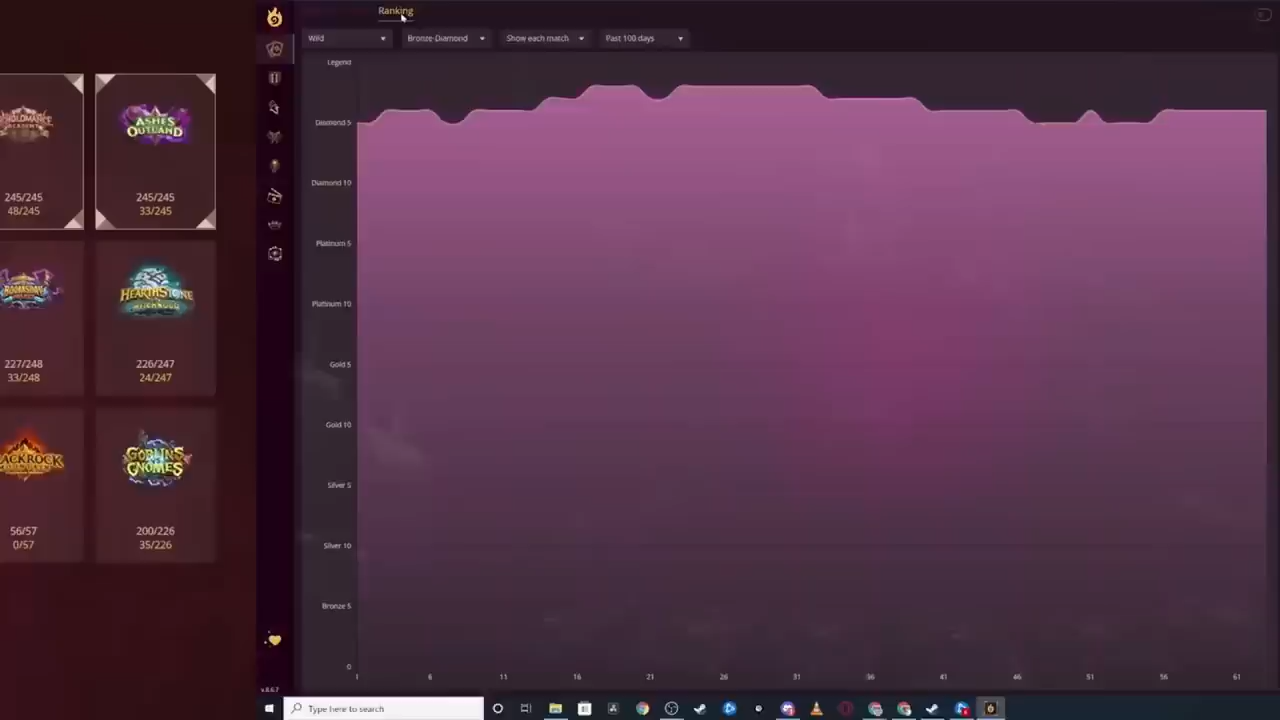 Ranking
Wild
Bronze-Diamond
Show each match
Past 100 days
Legend
Diamond 5
Diamond 10
Platinum 5
Platinum 10
Gold 5
Gold 10
Silver 5
Silver 10
Bronze 5
0
1 6 11 16 21 26 31 36 41 46 51 56 61
ASHES OUTLAND
245/245
48/245
245/245
33/245
HEARTHSTONE
227/248
33/248
226/247
24/247
GOBLINS GNOMES
56/57
0/57
200/226
35/226
v.8.6.7
Type here to search